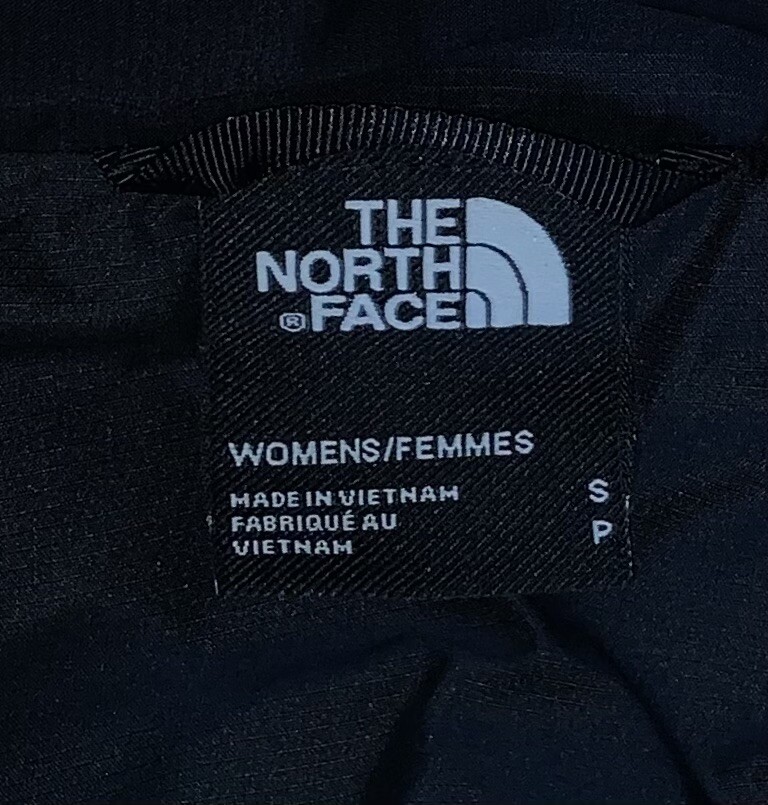 THE
NORTH
®FACE
WOMENS/FEMMES
MADE IN VIETNAM S
FABRIQUÉ AU P
VIETNAM